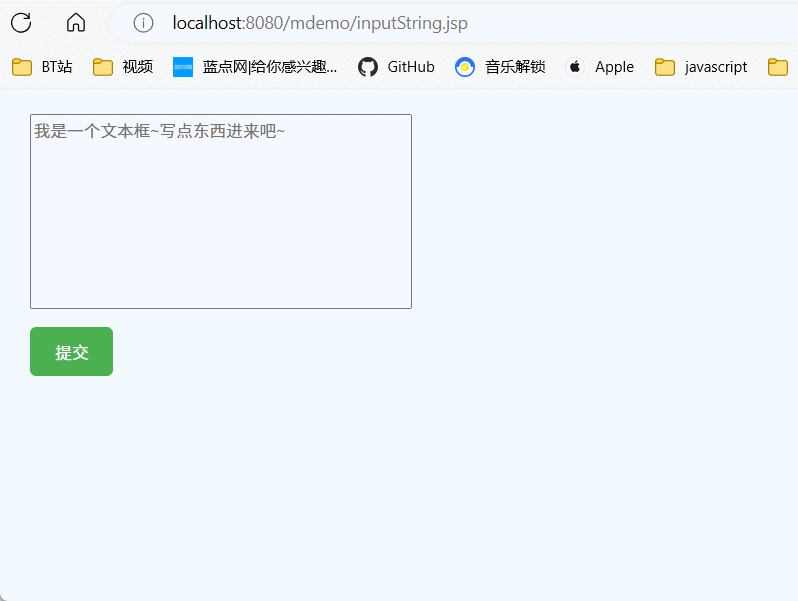 localhost:8080/mdemo/inputString.jsp
BT站 视频 蓝点网|给你感兴趣... GitHub 音乐解锁 Apple javascript
我是一个文本框~写点东西进来吧~
提交